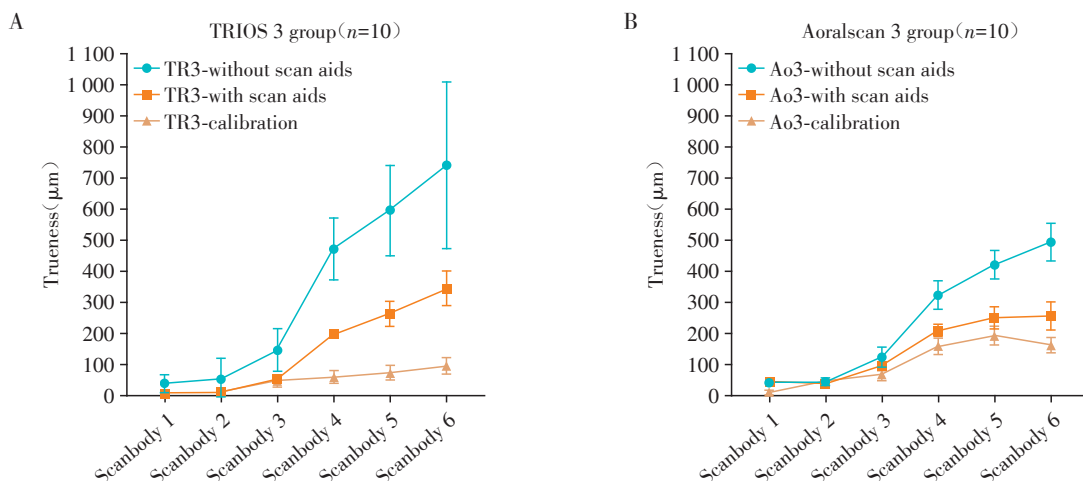 A
TRIOS 3 group(n=10)
TR3-without scan aids
TR3-with scan aids
TR3-calibration
Trueness(μm)
1 100
1 000
900
800
700
600
500
400
300
200
100
0
Scanbody 1
Scanbody 2
Scanbody 3
Scanbody 4
Scanbody 5
Scanbody 6
B
Aoralscan 3 group(n=10)
Ao3-without scan aids
Ao3-with scan aids
Ao3-calibration
Trueness(μm)
1 100
1 000
900
800
700
600
500
400
300
200
100
0
Scanbody 1
Scanbody 2
Scanbody 3
Scanbody 4
Scanbody 5
Scanbody 6